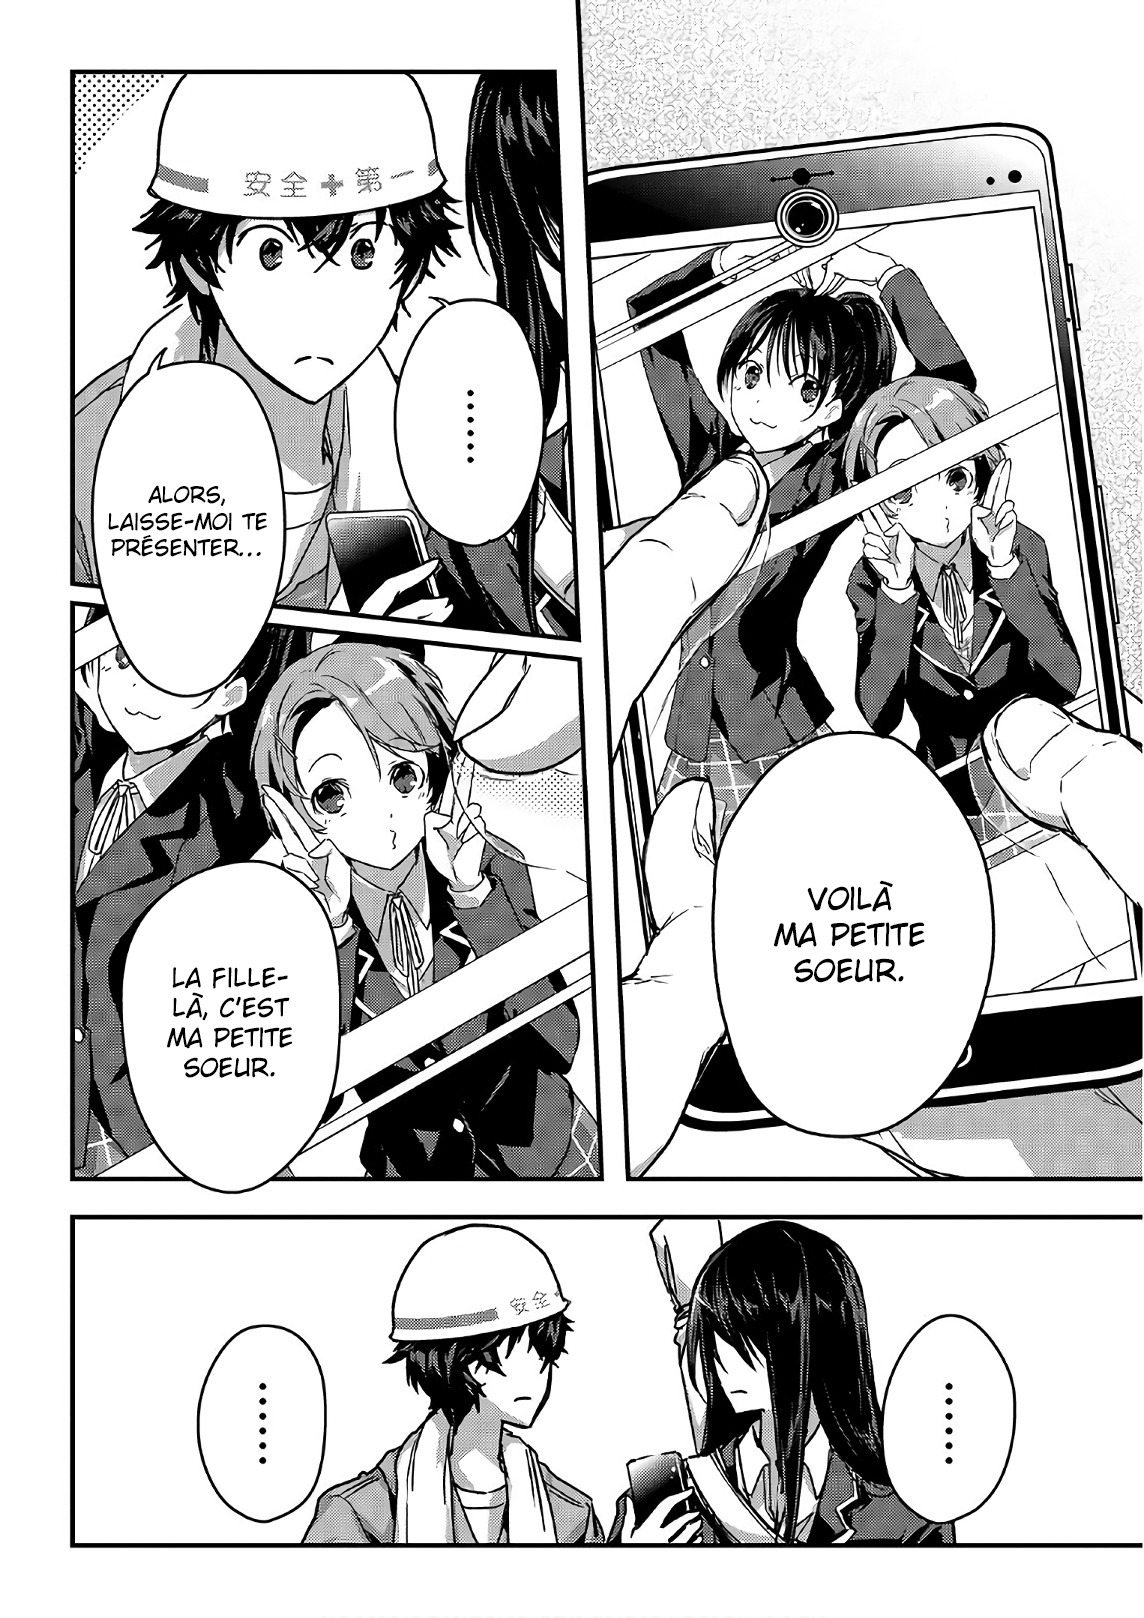 VOILÀ
MA PETITE
SOEUR.
安全+第一
……
ALORS,
LAISSE-MOI TE
PRÉSENTER...
LA FILLE-
LÀ, C'EST
MA PETITE
SOEUR.
……
安全+
……